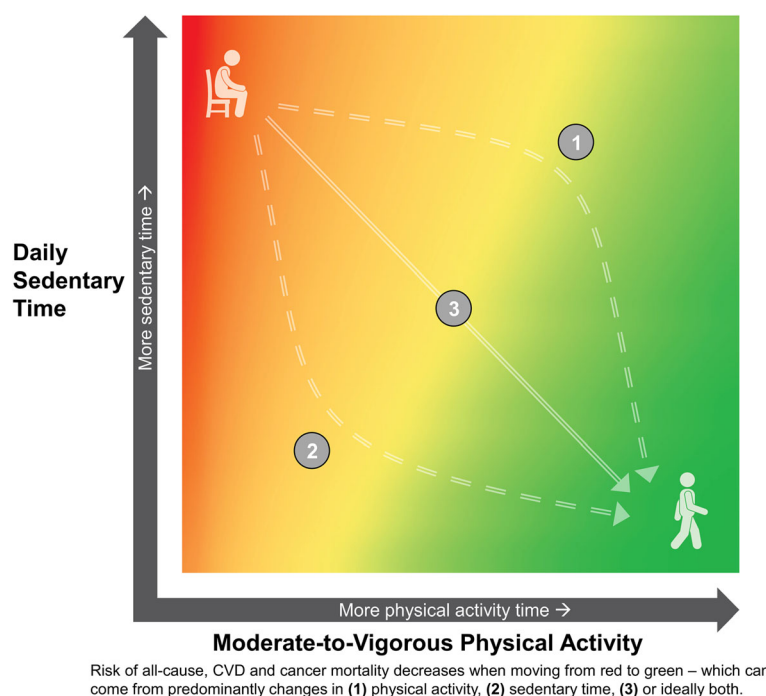 1
Daily
Sedentary
Time
More sedentary time →
3
2
More physical activity time →
Moderate-to-Vigorous Physical Activity
Risk of all-cause, CVD and cancer mortality decreases when moving from red to green – which can
come from predominantly changes in (1) physical activity, (2) sedentary time, (3) or ideally both.